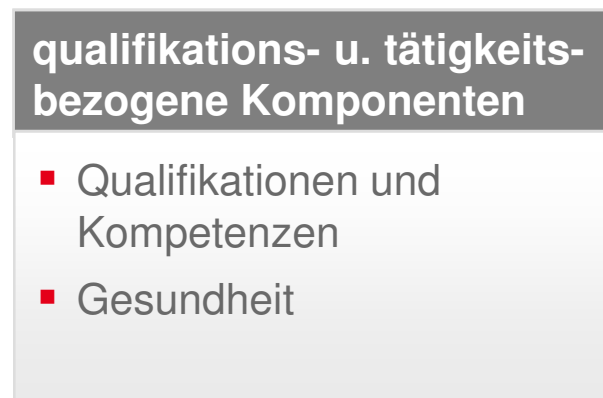 qualifikations- u. tätigkeits-
bezogene Komponenten
Qualifikationen und
Kompetenzen
Gesundheit